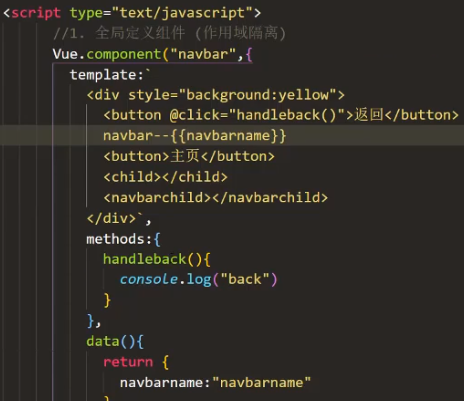 <script type="text/javascript">
//1. 全局定义组件 (作用域隔离)
Vue.component("navbar",{
template:`
<div style="background:yellow">
<button @click="handleback()">返回</button>
navbar--{{navbarname}}
<button>主页</button>
<child></child>
<navbarchild></navbarchild>
</div>`,
methods:{
handleback(){
console.log("back")
}
},
data(){
return {
navbarname:"navbarname"
}